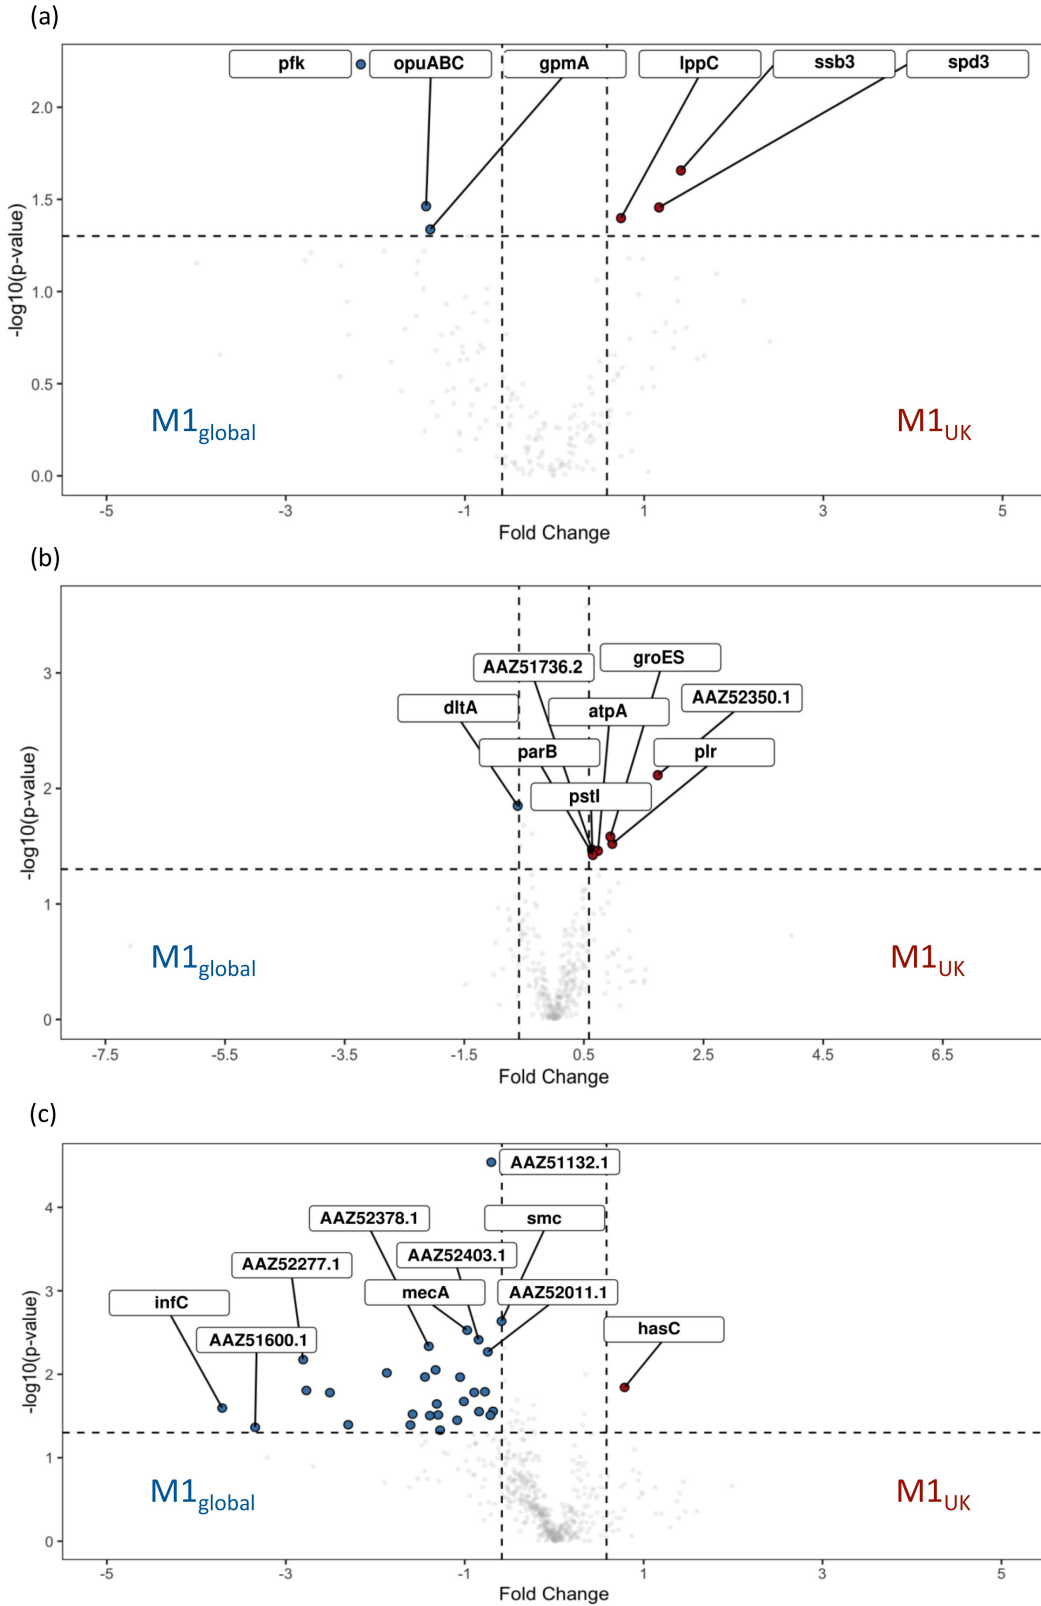 (a)
pfk opuABC gpmA lppC ssb3 spd3
2.0
1.5
1.0
0.5
0.0
-log10(p-value)
M1global M1UK
-5 -3 -1 1 3 5
Fold Change
(b)
groES
AAZ51736.2
AAZ52350.1
dltA atpA
parB plr
pstI
3
2
1
0
-log10(p-value)
M1global M1UK
-7.5 -5.5 -3.5 -1.5 0.5 2.5 4.5 6.5
Fold Change
(c)
AAZ51132.1
AAZ52378.1 smc
AAZ52403.1
AAZ52277.1
mecA AAZ52011.1
infC
hasC
AAZ51600.1
4
3
2
1
0
-log10(p-value)
M1global M1UK
-5 -3 -1 1 3 5
Fold Change